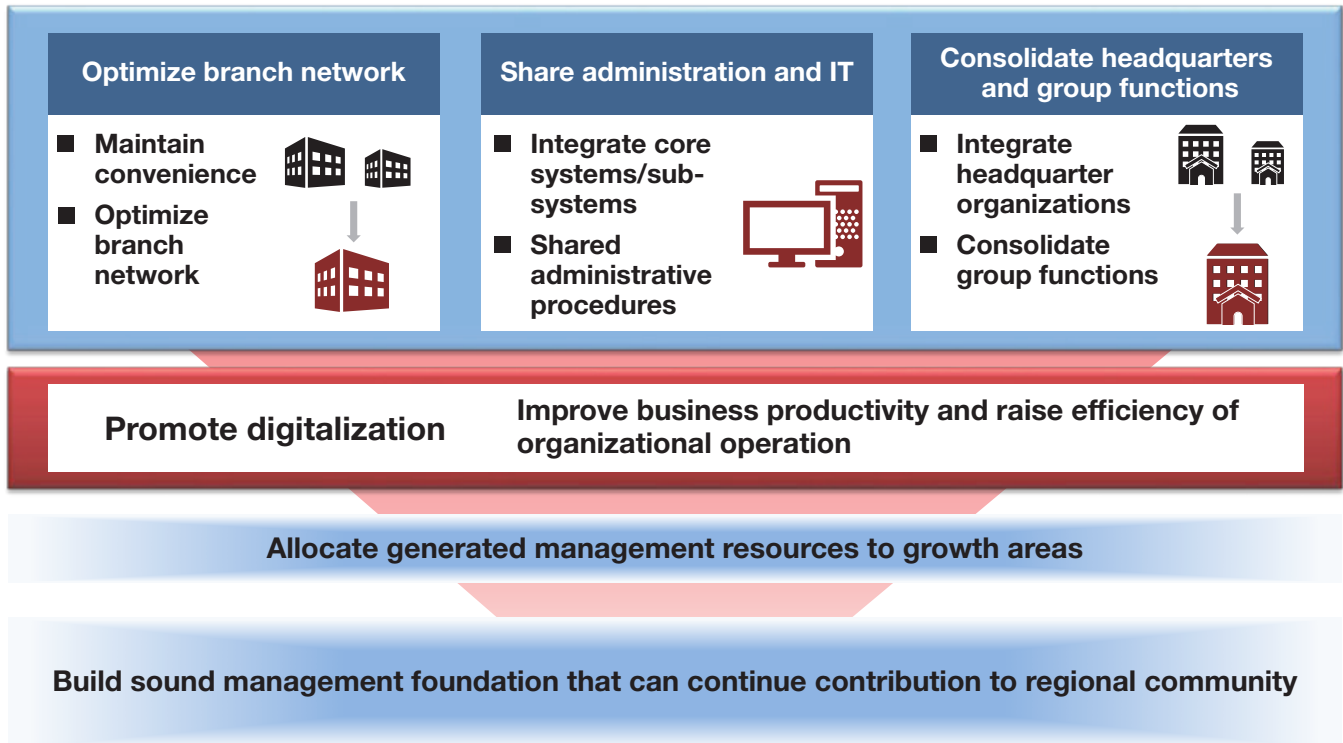 Optimize branch network
■ Maintain
convenience
■ Optimize
branch
network
Share administration and IT
■ Integrate core
systems/sub-
systems
■ Shared
administrative
procedures
Consolidate headquarters
and group functions
■ Integrate
headquarter
organizations
■ Consolidate
group functions
Promote digitalization
Improve business productivity and raise efficiency of
organizational operation
Allocate generated management resources to growth areas
Build sound management foundation that can continue contribution to regional community